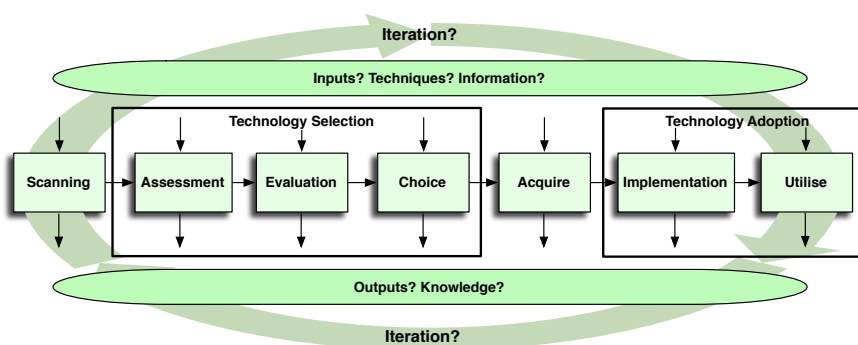 Iteration?
Inputs? Techniques? Information?
Technology Selection
Technology Adoption
Scanning
Assessment
Evaluation
Choice
Acquire
Implementation
Utilise
Outputs? Knowledge?
Iteration?